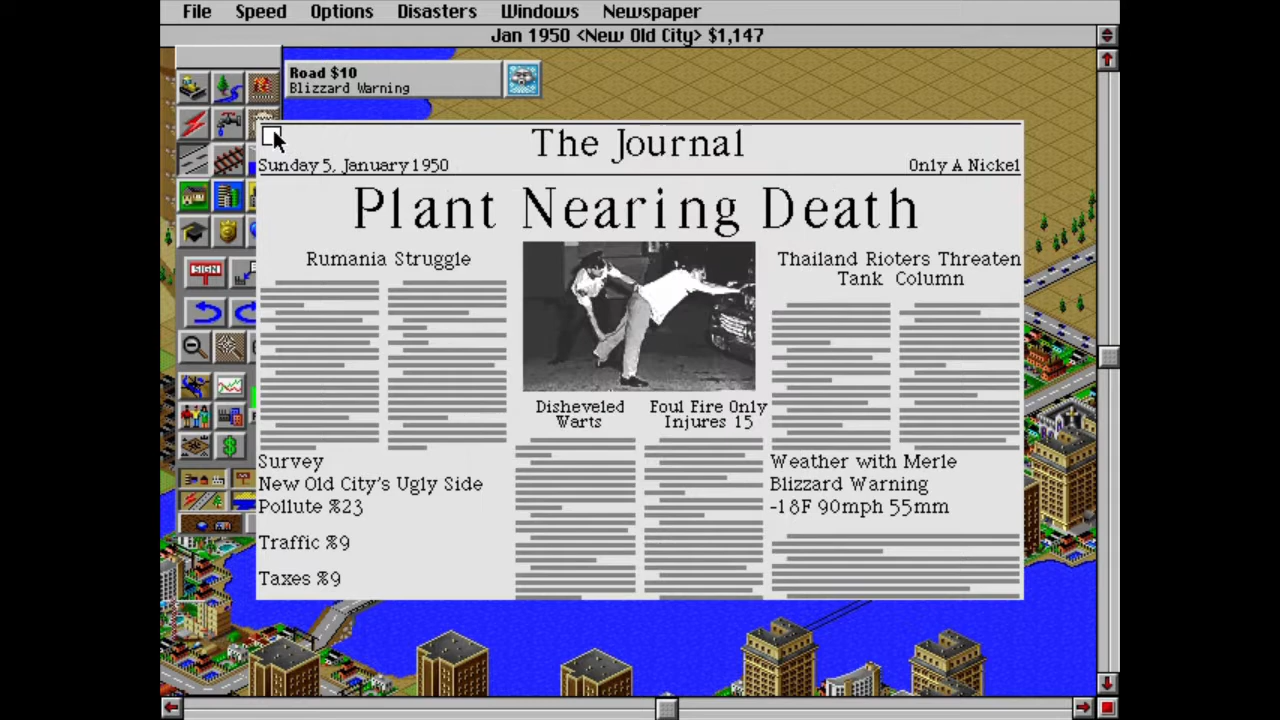 File Speed Options Disasters Windows Newspaper
Jan 1950 <New Old City> $1,147
Road $10
Blizzard Warning
The Journal
Sunday 5, January 1950
Only A Nickel
Plant Nearing Death
Rumania Struggle
Thailand Rioters Threaten
Tank Column
Disheveled
Warts
Foul Fire Only
Injures 15
Survey
New Old City's Ugly Side
Pollute %23
Traffic %9
Taxes %9
Weather with Merle
Blizzard Warning
-18F 90mph 55mm
SIGN